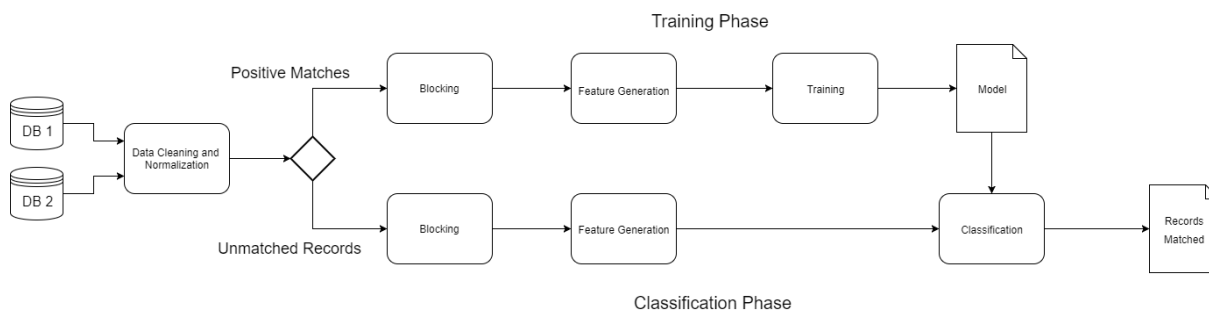 Training Phase
Positive Matches
Blocking
Feature Generation
Training
Model
DB 1
Data Cleaning and
Normalization
DB 2
Unmatched Records
Blocking
Feature Generation
Classification
Records
Matched
Classification Phase